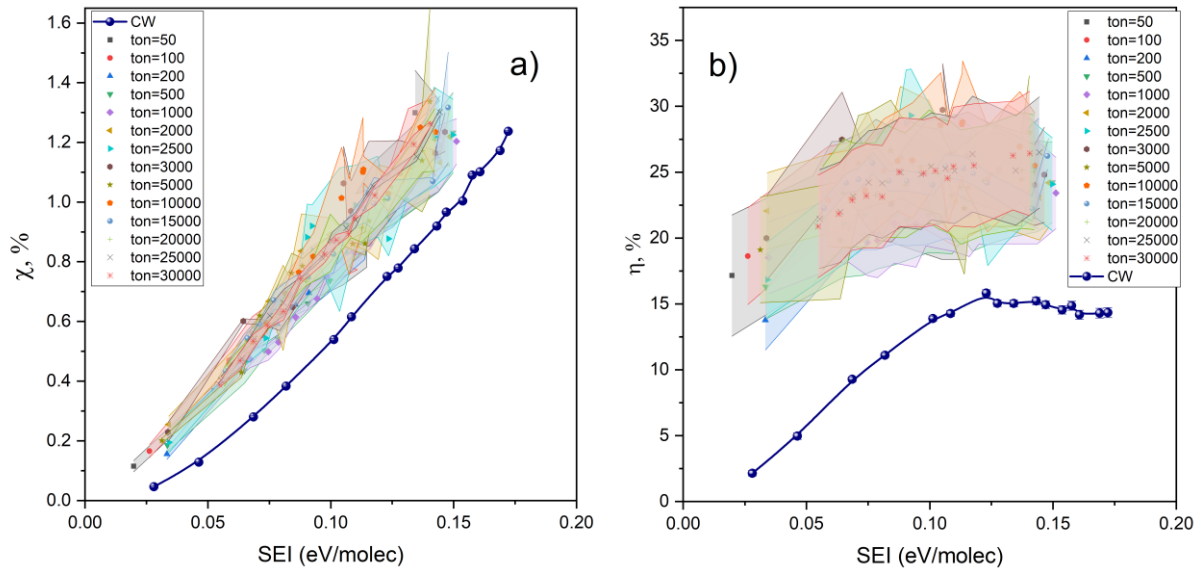 a)
CW
ton=50
ton=100
ton=200
ton=500
ton=1000
ton=2000
ton=2500
ton=3000
ton=5000
ton=10000
ton=15000
ton=20000
ton=25000
ton=30000
1.6
1.4
1.2
1.0
0.8
0.6
0.4
0.2
0.0
χ, %
0.00 0.05 0.10 0.15 0.20
SEI (eV/molec)
b)
ton=50
ton=100
ton=200
ton=500
ton=1000
ton=2000
ton=2500
ton=3000
ton=5000
ton=10000
ton=15000
ton=20000
ton=25000
ton=30000
CW
35
30
25
20
15
10
5
0
η, %
0.00 0.05 0.10 0.15 0.20
SEI (eV/molec)